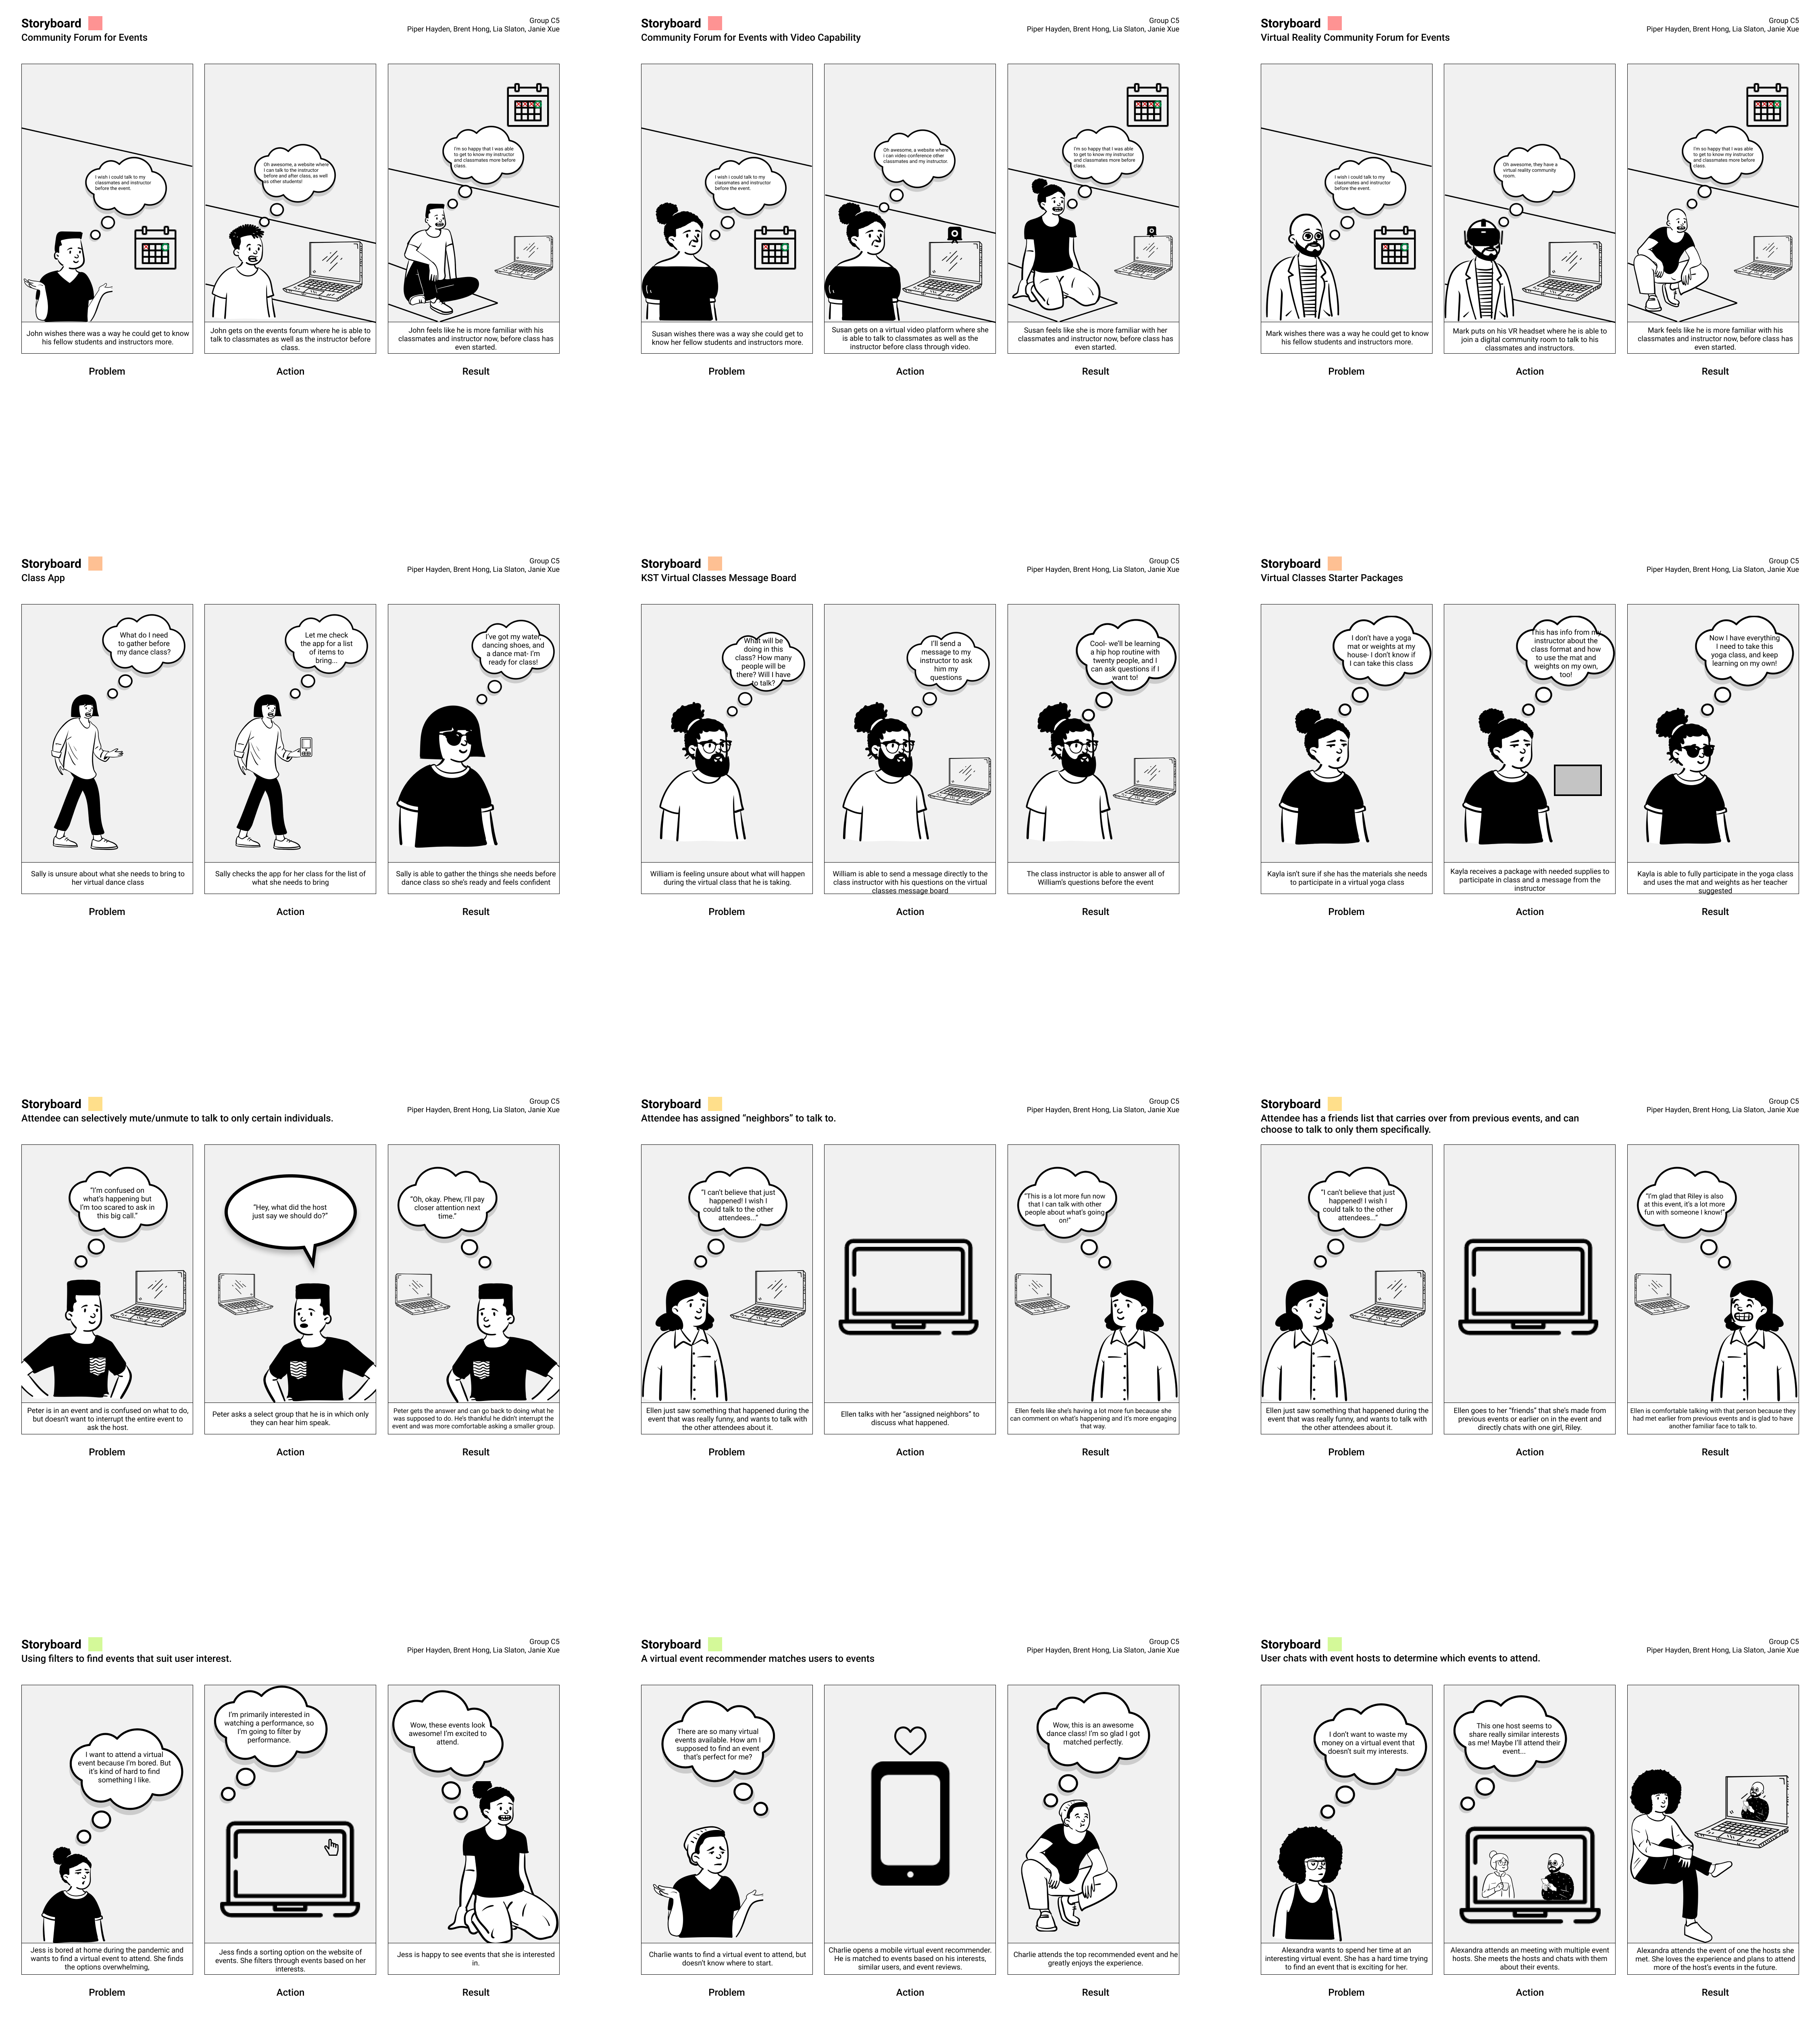 Storyboard
Community Forum for Events
Group C5
Piper Hayden, Brent Hong, Lia Slaton, Janie Xue
I wish i could talk to my
classmates and instructor
before the event.
John wishes there was a way he could get to know
his fellow students and instructors more.
Problem
Oh awesome, a website where
I can talk to the instructor
before and after class, as well
as other students!
John gets on the events forum where he is able to
talk to classmates as well as the instructor before
class.
Action
I'm so happy that I was able
to get to know my instructor
and classmates more before
class.
John feels like he is more familiar with his
classmates and instructor now, before class has
even started.
Result
Storyboard
Community Forum for Events with Video Capability
Group C5
Piper Hayden, Brent Hong, Lia Slaton, Janie Xue
I wish i could talk to my
classmates and instructor
before the event.
Susan wishes there was a way she could get to
know her fellow students and instructors more.
Problem
Oh awesome, a website where
i can video conference other
classmates and my instructor.
Susan gets on a virtual video platform where she
is able to talk to classmates as well as the
instructor before class through video.
Action
I'm so happy that I was able
to get to know my instructor
and classmates more before
class.
Susan feels like she is more familiar with her
classmates and instructor now, before class has
even started.
Result
Storyboard
Virtual Reality Community Forum for Events
Group C5
Piper Hayden, Brent Hong, Lia Slaton, Janie Xue
I wish i could talk to my
classmates and instructor
before the event.
Mark wishes there was a way he could get to know
his fellow students and instructors more.
Problem
Oh awesome, they have a
virtual reality community
room.
Mark puts on his VR headset where he is able to
join a digital community room to talk to his
classmates and instructors.
Action
I'm so happy that I was able
to get to know my instructor
and classmates more before
class.
Mark feels like he is more familiar with his
classmates and instructor now, before class has
even started.
Result
Storyboard
Class App
Group C5
Piper Hayden, Brent Hong, Lia Slaton, Janie Xue
What do I need
to gather before
my dance class?
Sally is unsure about what she needs to bring to
her virtual dance class
Problem
Let me check
the app for a list
of items to
bring...
Sally checks the app for her class for the list of
what she needs to bring
Action
I've got my water,
dancing shoes, and
a dance mat- I'm
ready for class!
Sally is able to gather the things she needs before
dance class so she's ready and feels confident
Result
Storyboard
KST Virtual Classes Message Board
Group C5
Piper Hayden, Brent Hong, Lia Slaton, Janie Xue
What will be
doing in this
class? How many
people will be
there? Will I have
to talk?
William is feeling unsure about what will happen
during the virtual class that he is taking.
Problem
I'll send a
message to my
instructor to ask
him my
questions
William is able to send a message directly to the
class instructor with his questions on the virtual
classes message board
Action
Cool- we'll be learning
a hip hop routine with
twenty people, and I
can ask questions if I
want to!
The class instructor is able to answer all of
William's questions before the event
Result
Storyboard
Virtual Classes Starter Packages
Group C5
Piper Hayden, Brent Hong, Lia Slaton, Janie Xue
I don't have a yoga
mat or weights at my
house- I don't know if
I can take this class
Kayla isn't sure if she has the materials she needs
to participate in a virtual yoga class
Problem
This has info from my
instructor about the
class format and how
to use the mat and
weights on my own,
too!
Kayla receives a package with needed supplies to
participate in class and a message from the
instructor
Action
Now I have everything
I need to take this
yoga class, and keep
learning on my own!
Kayla is able to fully participate in the yoga class
and uses the mat and weights as her teacher
suggested
Result
Storyboard
Attendee can selectively mute/unmute to talk to only certain individuals.
Group C5
Piper Hayden, Brent Hong, Lia Slaton, Janie Xue
"I'm confused on
what's happening but
I'm too scared to ask in
this big call."
Peter is in an event and is confused on what to do,
but doesn't want to interrupt the entire event to
ask the host.
Problem
"Hey, what did the host
just say we should do?"
Peter asks a select group that he is in which only
they can hear him speak.
Action
"Oh, okay. Phew, I'll pay
closer attention next
time."
Peter gets the answer and can go back to doing what he
was supposed to do. He's thankful he didn't interrupt the
event and was more comfortable asking a smaller group.
Result
Storyboard
Attendee has assigned "neighbors" to talk to.
Group C5
Piper Hayden, Brent Hong, Lia Slaton, Janie Xue
"I can't believe that just
happened! I wish I
could talk to the other
attendees..."
Ellen just saw something that happened during the
event that was really funny, and wants to talk with
the other attendees about it.
Problem
Ellen talks with her "assigned neighbors" to
discuss what happened.
Action
"This is a lot more fun now
that I can talk with other
people about what's going
on!"
Ellen feels like she's having a lot more fun because she
can comment on what's happening and it's more engaging
that way.
Result
Storyboard
Attendee has a friends list that carries over from previous events, and can
choose to talk to only them specifically.
Group C5
Piper Hayden, Brent Hong, Lia Slaton, Janie Xue
"I can't believe that just
happened! I wish I
could talk to the other
attendees..."
Ellen just saw something that happened during the
event that was really funny, and wants to talk with
the other attendees about it.
Problem
Ellen goes to her "friends" that she's made from
previous events or earlier on in the event and
directly chats with one girl, Riley.
Action
"I'm glad that Riley is also
at this event, it's a lot more
fun with someone I know!"
Ellen is comfortable talking with that person because they
had met earlier from previous events and is glad to have
another familiar face to talk to.
Result
Storyboard
Using filters to find events that suit user interest.
Group C5
Piper Hayden, Brent Hong, Lia Slaton, Janie Xue
I want to attend a virtual
event because I'm bored. But
it's kind of hard to find
something I like.
Jess is bored at home during the pandemic and
wants to find a virtual event to attend. She finds
the options overwhelming,
Problem
I'm primarily interested in
watching a performance, so
I'm going to filter by
performance.
Jess finds a sorting option on the website of
events. She filters through events based on her
interests.
Action
Wow, these events look
awesome! I'm excited to
attend.
Jess is happy to see events that she is interested
in.
Result
Storyboard
A virtual event recommender matches users to events
Group C5
Piper Hayden, Brent Hong, Lia Slaton, Janie Xue
There are so many virtual
events available. How am I
supposed to find an event
that's perfect for me?
Charlie wants to find a virtual event to attend, but
doesn't know where to start.
Problem
Charlie opens a mobile virtual event recommender.
He is matched to events based on his interests,
similar users, and event reviews.
Action
Wow, this is an awesome
dance class! I'm so glad I got
matched perfectly.
Charlie attends the top recommended event and he
greatly enjoys the experience.
Result
Storyboard
User chats with event hosts to determine which events to attend.
Group C5
Piper Hayden, Brent Hong, Lia Slaton, Janie Xue
I don't want to waste my
money on a virtual event that
doesn't suit my interests.
Alexandra wants to spend her time at an
interesting virtual event. She has a hard time trying
to find an event that is exciting for her.
Problem
This one host seems to
share really similar interests
as me! Maybe I'll attend their
event...
Alexandra attends an meeting with multiple event
hosts. She meets the hosts and chats with them
about their events.
Action
Alexandra attends the event of one the hosts she
met. She loves the experience and plans to attend
more of the host's events in the future.
Result